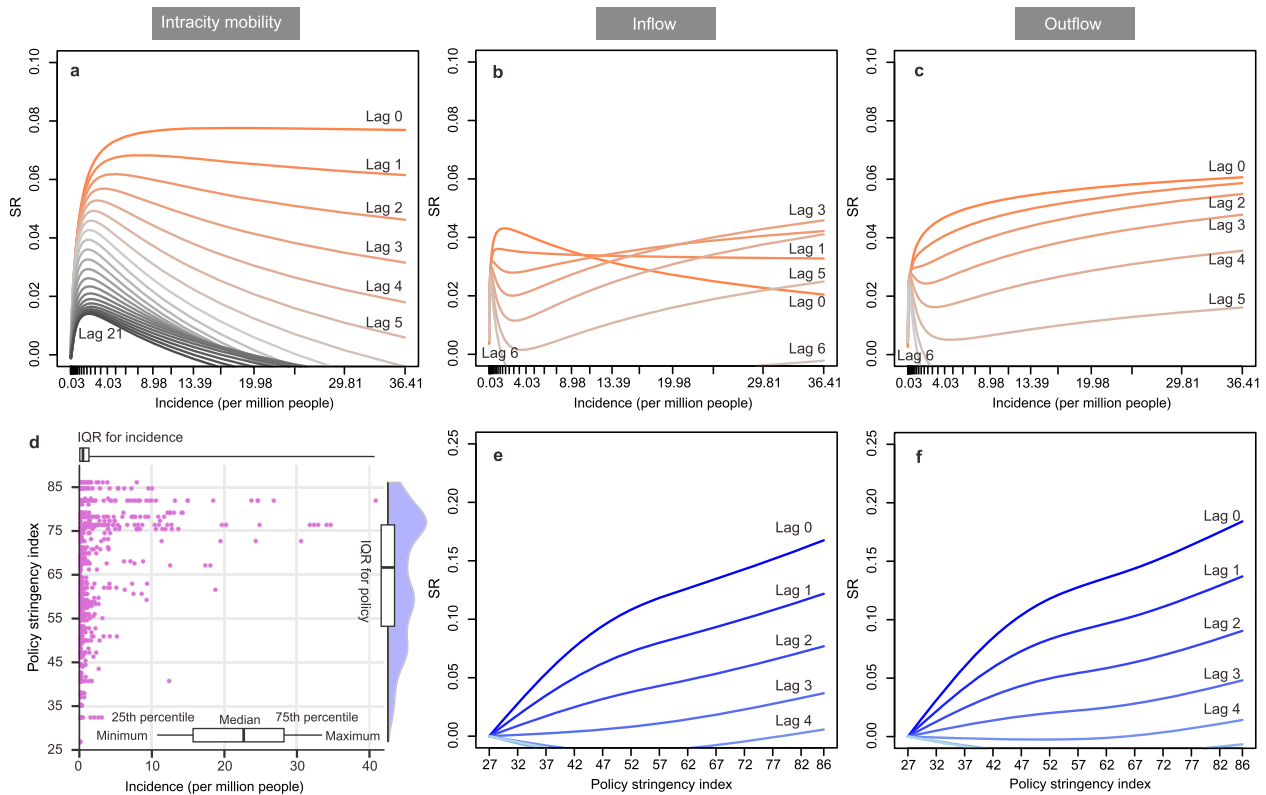 Intracity mobility
Inflow
Outflow
a
SR
0.10
0.08
0.06
0.04
0.02
0.00
Lag 0
Lag 1
Lag 2
Lag 3
Lag 4
Lag 5
Lag 21
0.03 4.03 8.98 13.39 19.98 29.81 36.41
Incidence (per million people)
b
SR
0.10
0.08
0.06
0.04
0.02
0.00
Lag 3
Lag 1
Lag 5
Lag 0
Lag 6
Lag 6
0.03 4.03 8.98 13.39 19.98 29.81 36.41
Incidence (per million people)
c
SR
0.10
0.08
0.06
0.04
0.02
0.00
Lag 0
Lag 2
Lag 3
Lag 4
Lag 5
Lag 6
0.03 4.03 8.98 13.39 19.98 29.81 36.41
Incidence (per million people)
d
IQR for incidence
Policy stringency index
85
75
65
55
45
35
25
IQR for policy
25th percentile
Median
75th percentile
Minimum
Maximum
0 10 20 30 40
Incidence (per million people)
e
SR
0.25
0.20
0.15
0.10
0.05
0.00
Lag 0
Lag 1
Lag 2
Lag 3
Lag 4
27 32 37 42 47 52 57 62 67 72 77 82 86
Policy stringency index
f
SR
0.25
0.20
0.15
0.10
0.05
0.00
Lag 0
Lag 1
Lag 2
Lag 3
Lag 4
27 32 37 42 47 52 57 62 67 72 77 82 86
Policy stringency index